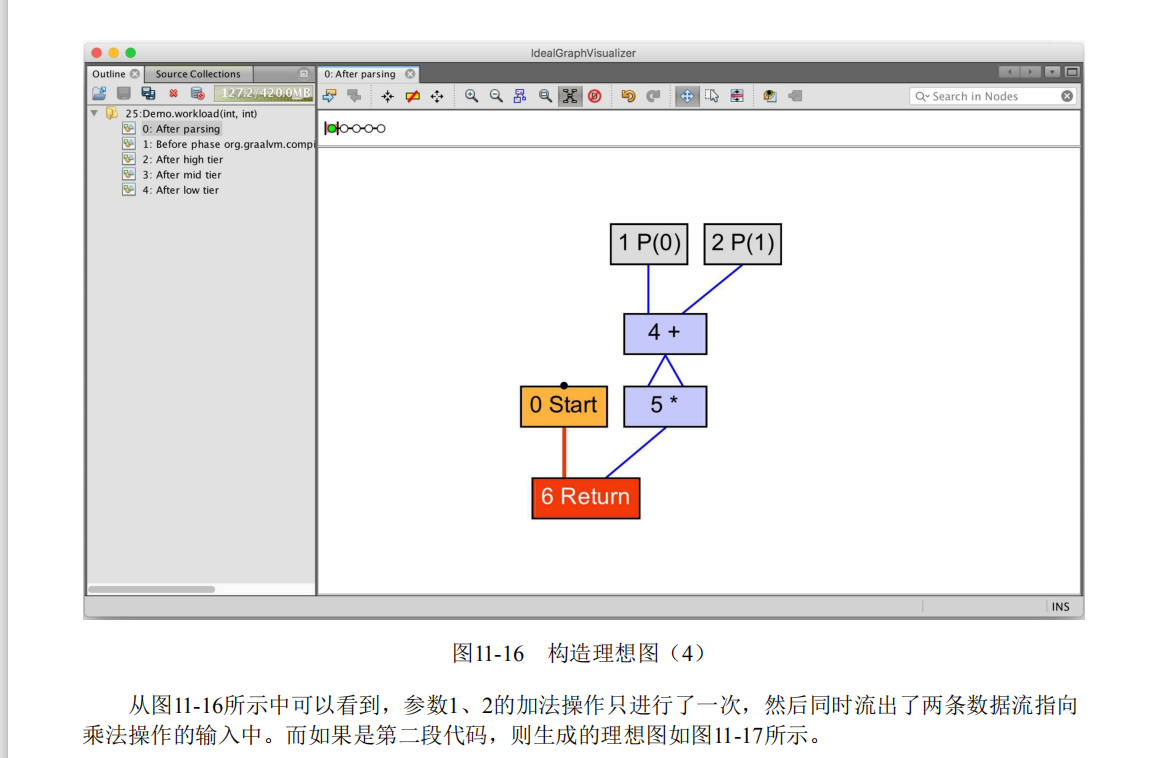 IdealGraphVisualizer
Outline
Source Collections
0: After parsing
127.2/420.0MB
Search in Nodes
25:Demo.workload(int, int)
0: After parsing
1: Before phase org.graalvm.compi
2: After high tier
3: After mid tier
4: After low tier
1 P(0)
2 P(1)
4 +
0 Start
5 *
6 Return
INS
图11-16 构造理想图（4）
从图11-16所示中可以看到，参数1、2的加法操作只进行了一次，然后同时流出了两条数据流指向
乘法操作的输入中。而如果是第二段代码，则生成的理想图如图11-17所示。